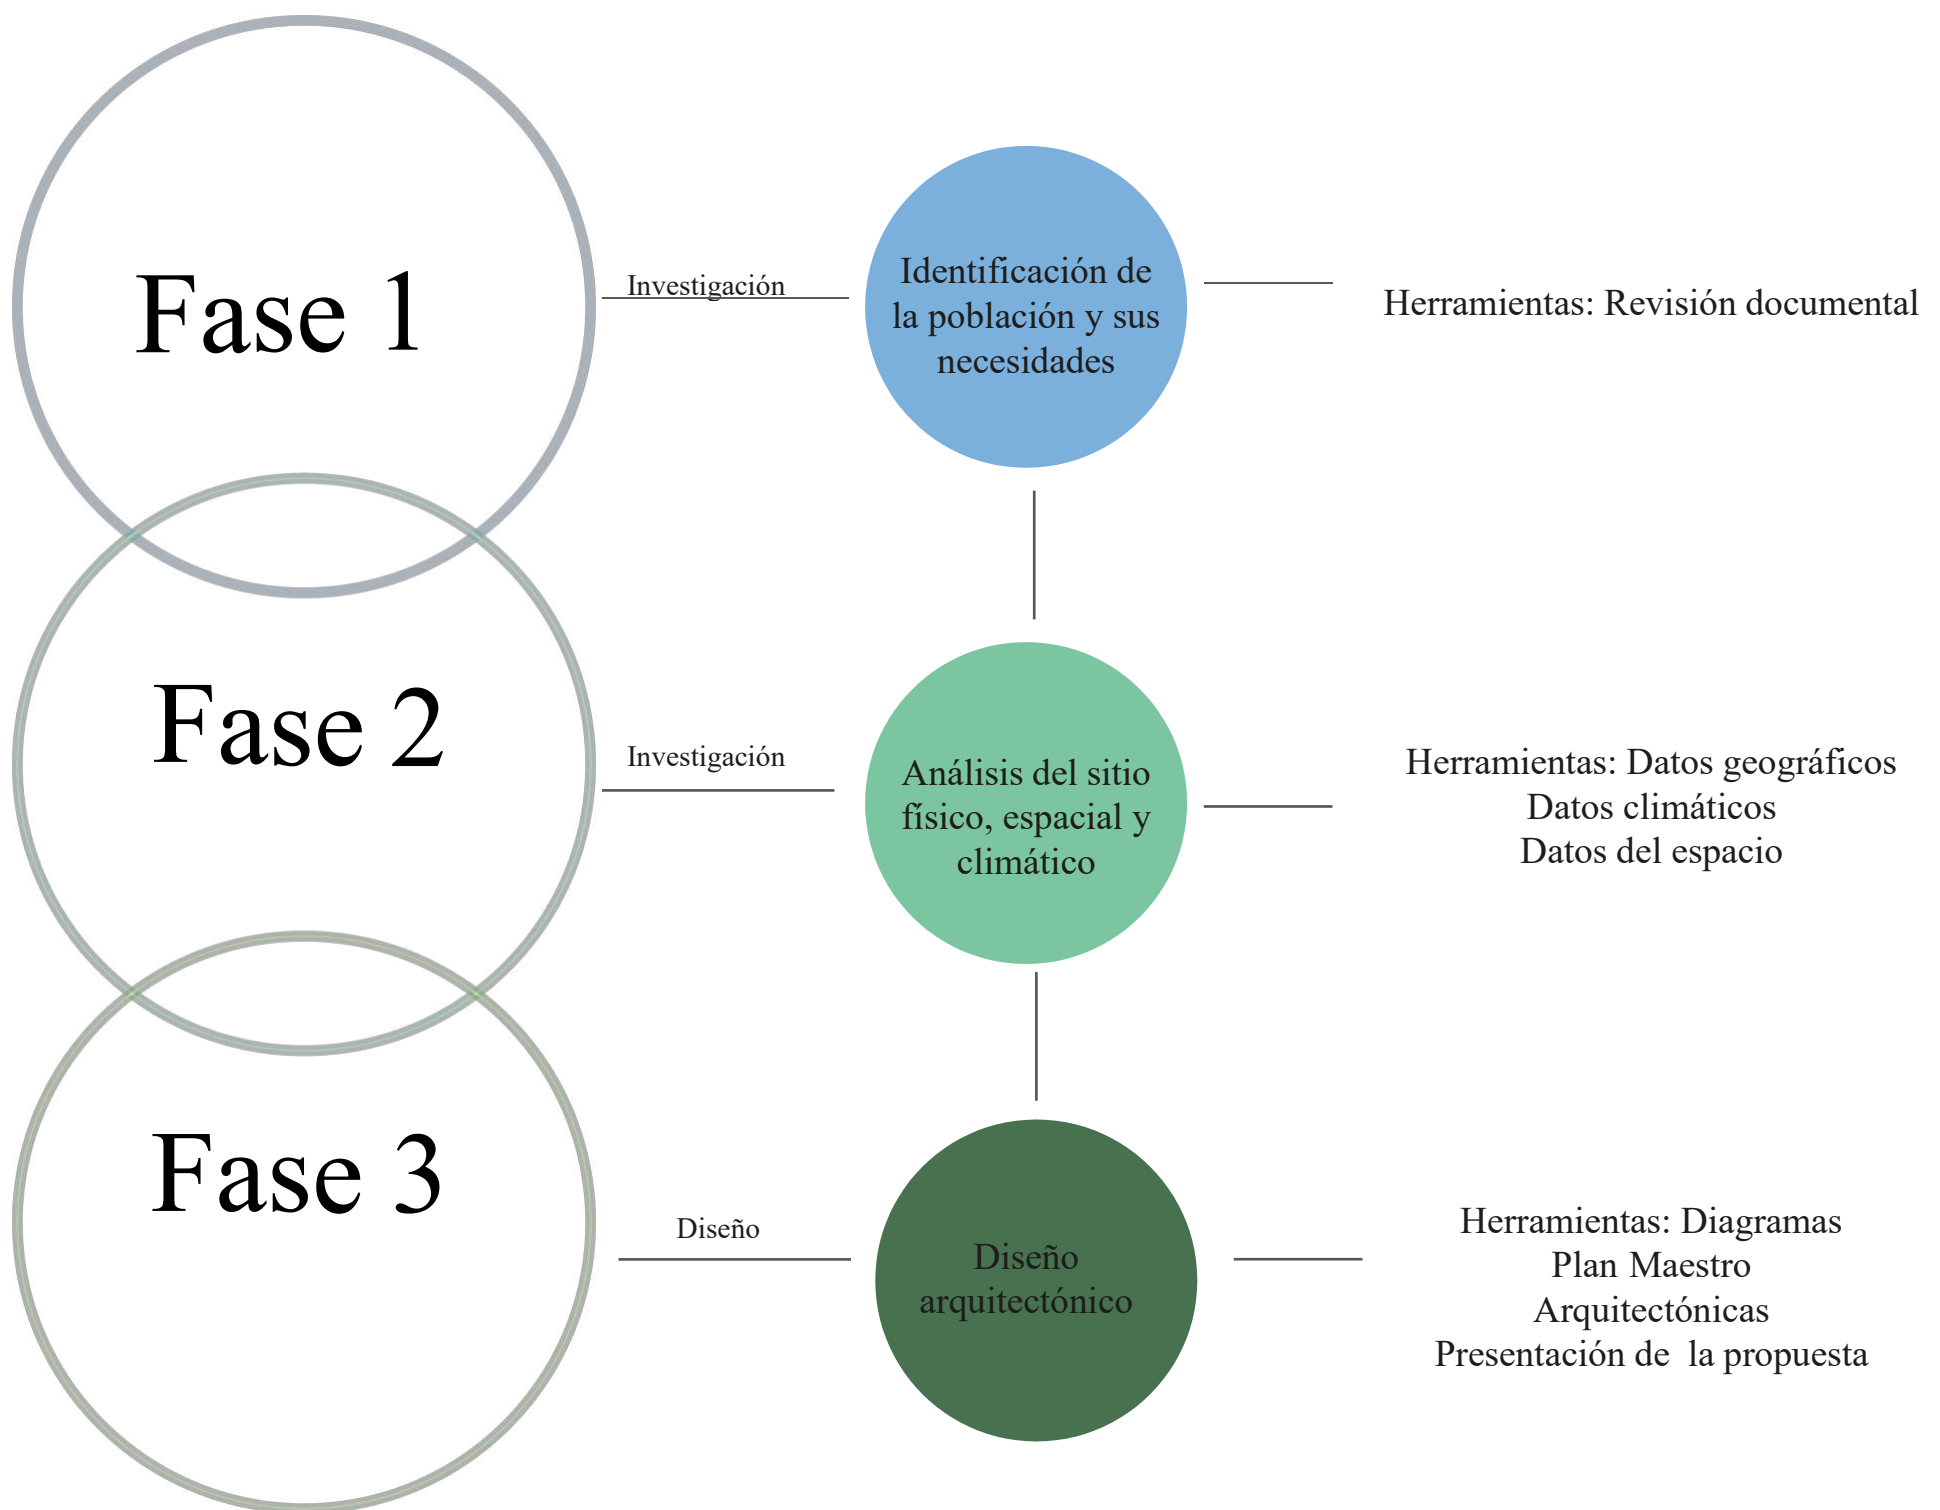 Fase 1
Investigación
Identificación de
la población y sus
necesidades
Herramientas: Revisión documental
Fase 2
Investigación
Análisis del sitio
físico, espacial y
climático
Herramientas: Datos geográficos
Datos climáticos
Datos del espacio
Fase 3
Diseño
Diseño
arquitectónico
Herramientas: Diagramas
Plan Maestro
Arquitectónicas
Presentación de  la propuesta